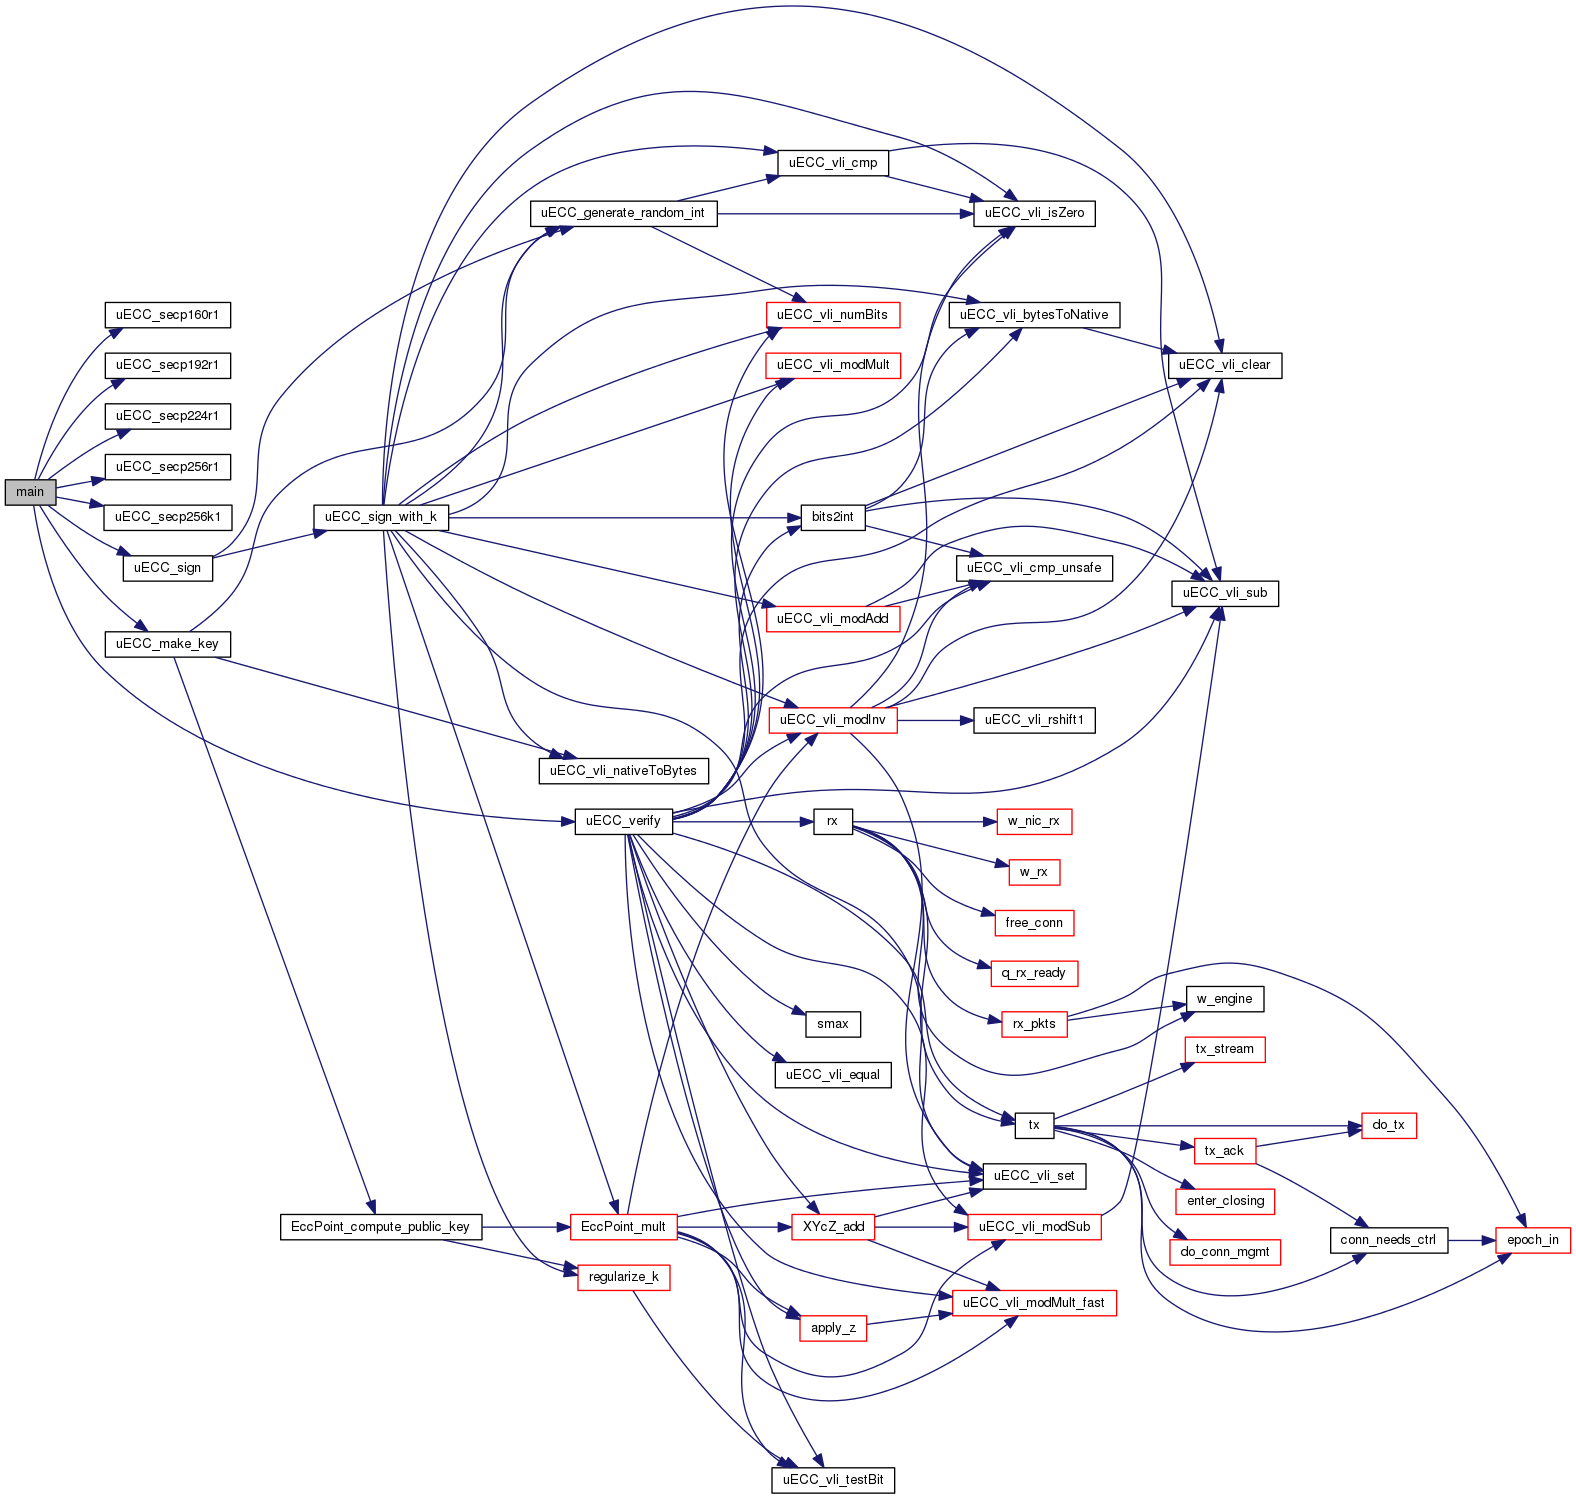 main
uECC_secp160r1
uECC_secp192r1
uECC_secp224r1
uECC_secp256r1
uECC_secp256k1
uECC_sign
uECC_make_key
uECC_sign_with_k
EccPoint_compute_public_key
uECC_generate_random_int
uECC_vli_nativeToBytes
uECC_verify
EccPoint_mult
regularize_k
uECC_vli_cmp
uECC_vli_numBits
uECC_vli_modMult
bits2int
uECC_vli_modAdd
uECC_vli_modInv
rx
smax
uECC_vli_equal
XYcZ_add
apply_z
uECC_vli_testBit
uECC_vli_isZero
uECC_vli_bytesToNative
uECC_vli_cmp_unsafe
uECC_vli_rshift1
w_nic_rx
w_rx
free_conn
q_rx_ready
rx_pkts
tx
uECC_vli_set
uECC_vli_modSub
uECC_vli_modMult_fast
uECC_vli_clear
uECC_vli_sub
w_engine
tx_stream
tx_ack
enter_closing
do_conn_mgmt
do_tx
conn_needs_ctrl
epoch_in